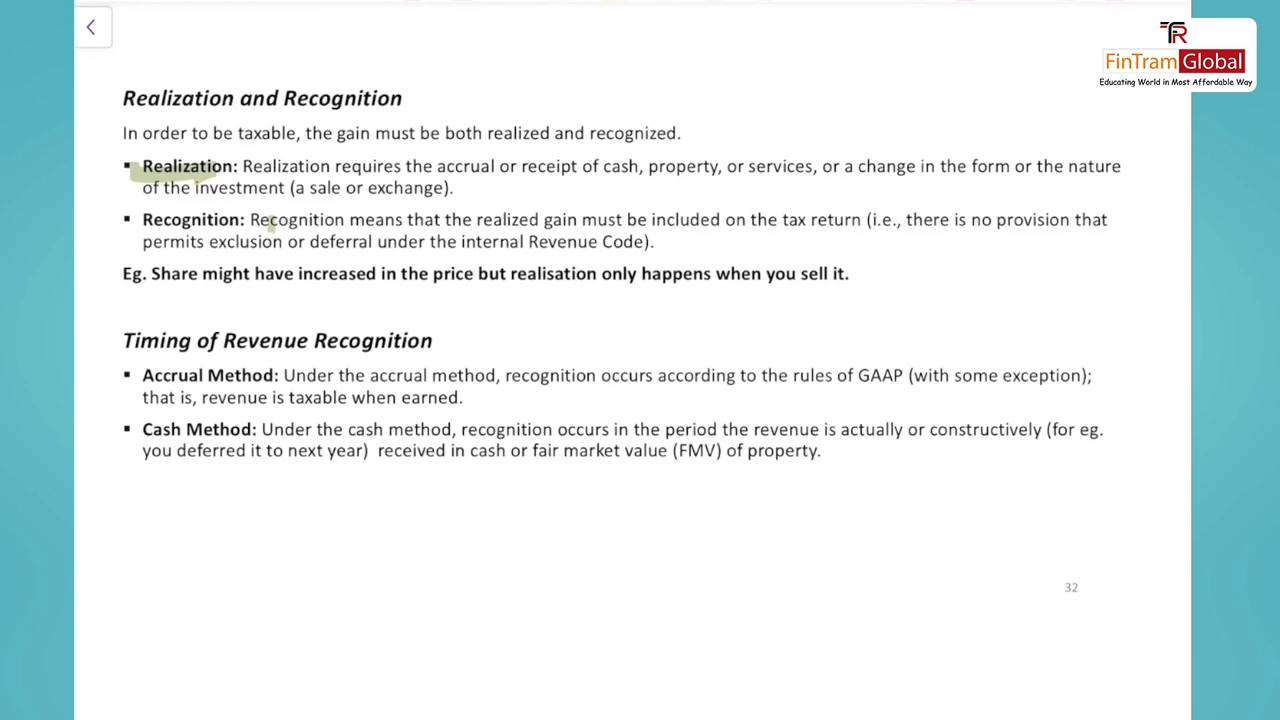 TR
FinTram Global
Educating World in Most Affordable Way
Realization and Recognition
In order to be taxable, the gain must be both realized and recognized.
▪ Realization: Realization requires the accrual or receipt of cash, property, or services, or a change in the form or the nature
of the investment (a sale or exchange).
▪ Recognition: Recognition means that the realized gain must be included on the tax return (i.e., there is no provision that
permits exclusion or deferral under the internal Revenue Code).
Eg. Share might have increased in the price but realisation only happens when you sell it.
Timing of Revenue Recognition
▪ Accrual Method: Under the accrual method, recognition occurs according to the rules of GAAP (with some exception);
that is, revenue is taxable when earned.
▪ Cash Method: Under the cash method, recognition occurs in the period the revenue is actually or constructively (for eg.
you deferred it to next year) received in cash or fair market value (FMV) of property.
32